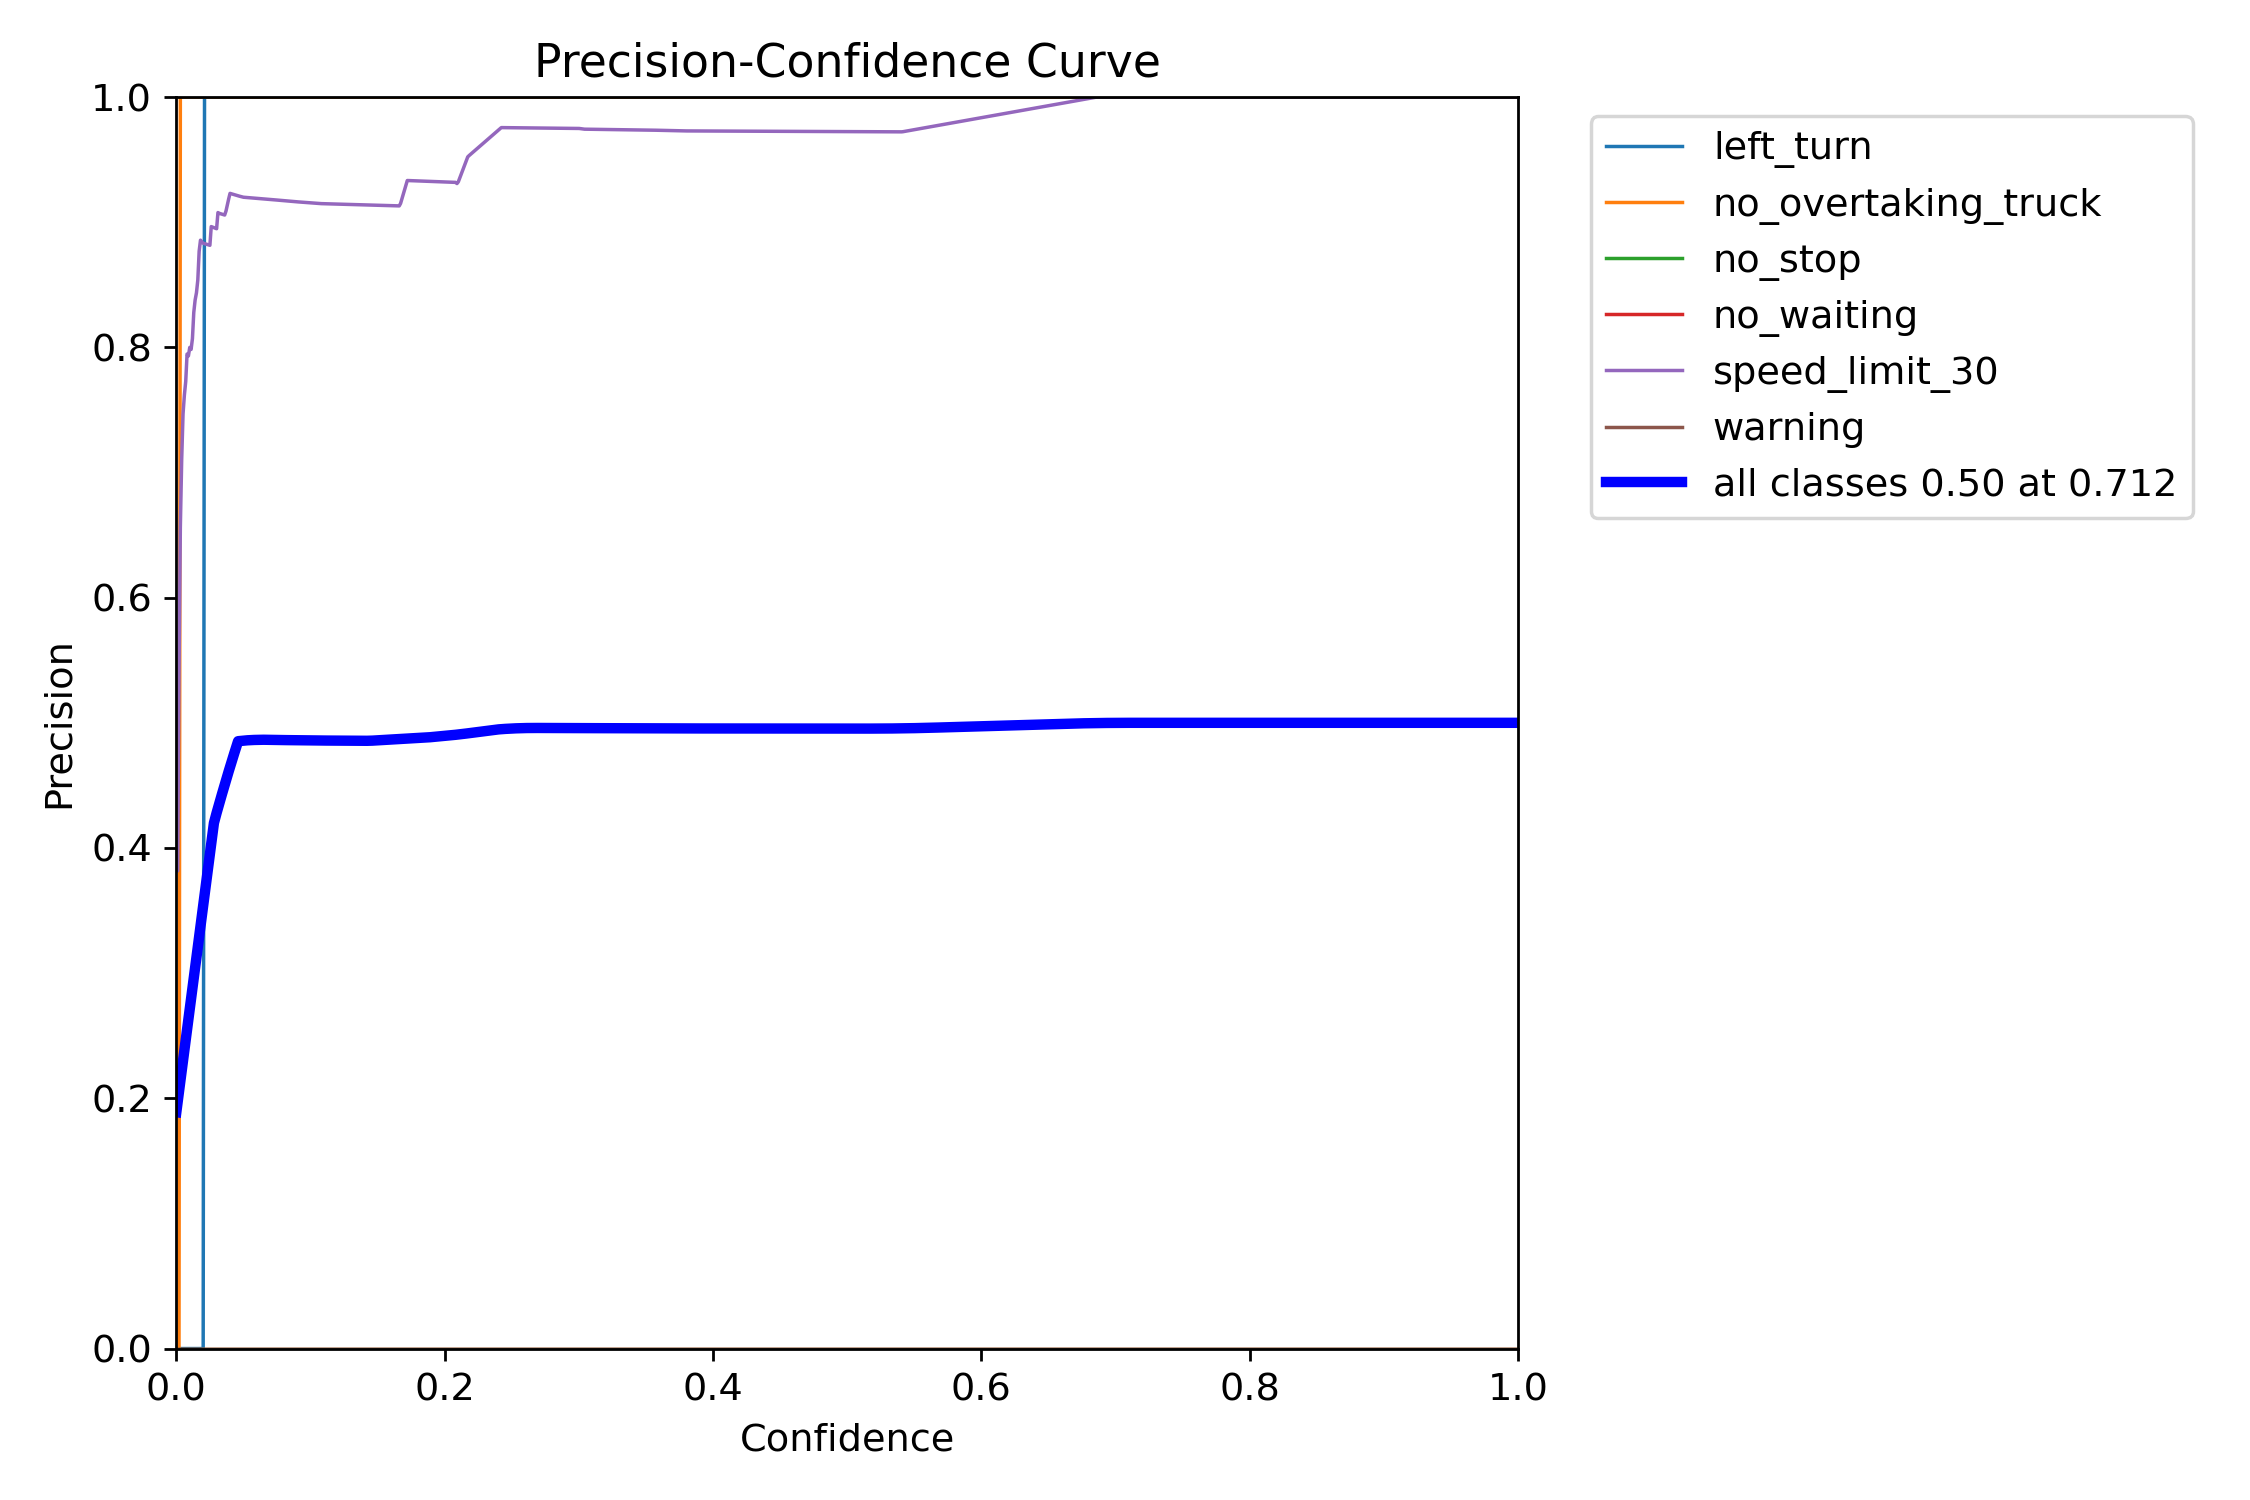 Precision-Confidence Curve
1.0
0.8
0.6
0.4
0.2
0.0
Precision
0.0 0.2 0.4 0.6 0.8 1.0
Confidence
left_turn
no_overtaking_truck
no_stop
no_waiting
speed_limit_30
warning
all classes 0.50 at 0.712